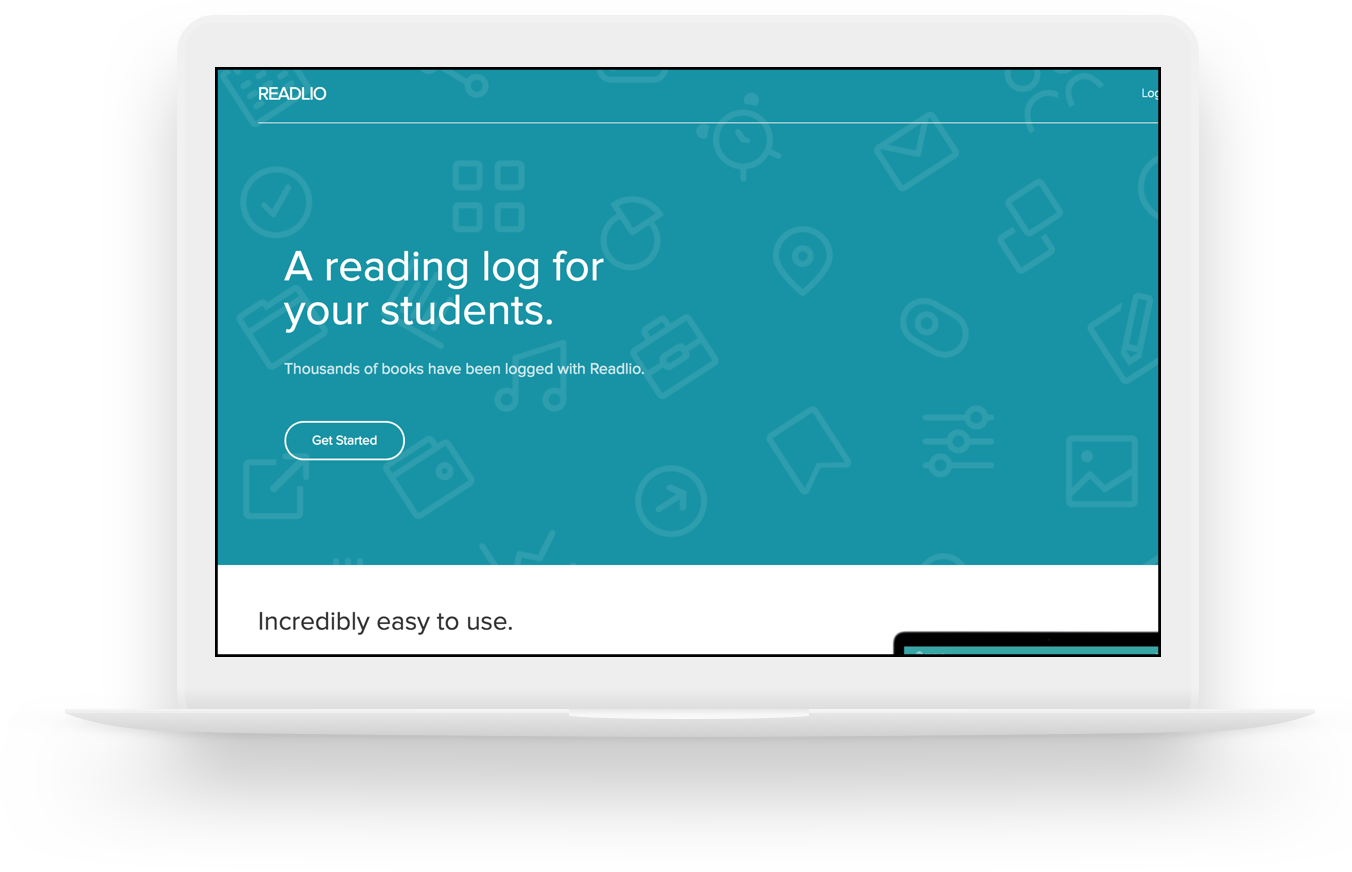 READLIO
Log
A reading log for
your students.
Thousands of books have been logged with Readlio.
Get Started
Incredibly easy to use.